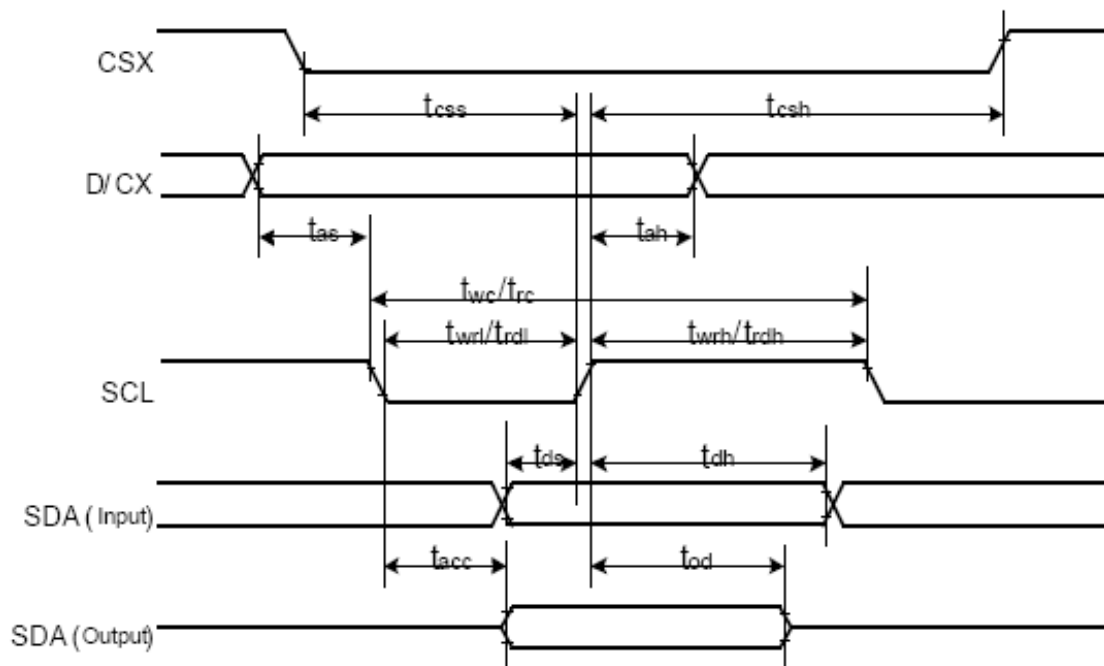 CSX
tcss
tcsh
D/CX
tas
tah
twc/trc
twrl/trdl
twrh/trdh
SCL
tds
tdh
SDA (Input)
tacc
tod
SDA (Output)